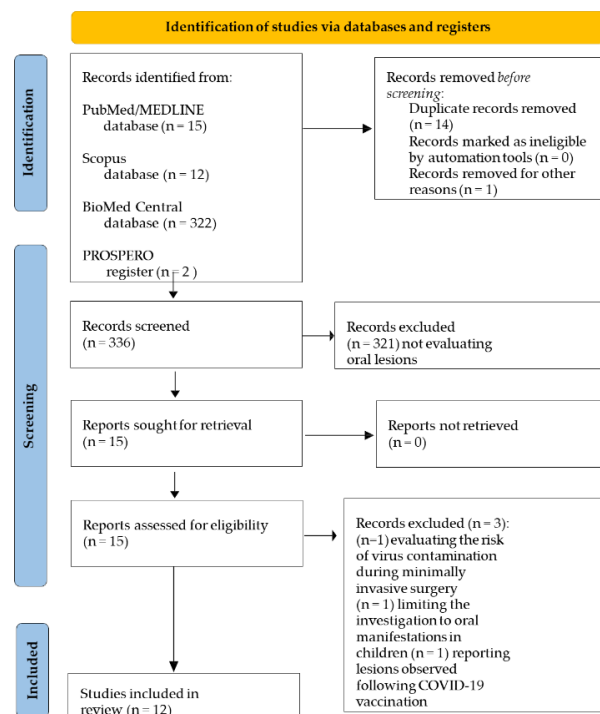 Identification of studies via databases and registers
Identification
Records identified from:
PubMed/MEDLINE
database (n = 15)
Scopus
database (n = 12)
BioMed Central
database (n = 322)
PROSPERO
register (n = 2 )
Records removed before
screening:
Duplicate records removed
(n = 14)
Records marked as ineligible
by automation tools (n = 0)
Records removed for other
reasons (n = 1)
Screening
Records screened
(n = 336)
Records excluded
(n = 321) not evaluating
oral lesions
Reports sought for retrieval
(n = 15)
Reports not retrieved
(n = 0)
Reports assessed for eligibility
(n = 15)
Records excluded (n = 3):
(n=1) evaluating the risk
of virus contamination
during minimally
invasive surgery
(n = 1) limiting the
investigation to oral
manifestations in
children (n = 1) reporting
lesions observed
following COVID-19
vaccination
Included
Studies included in
review (n = 12)